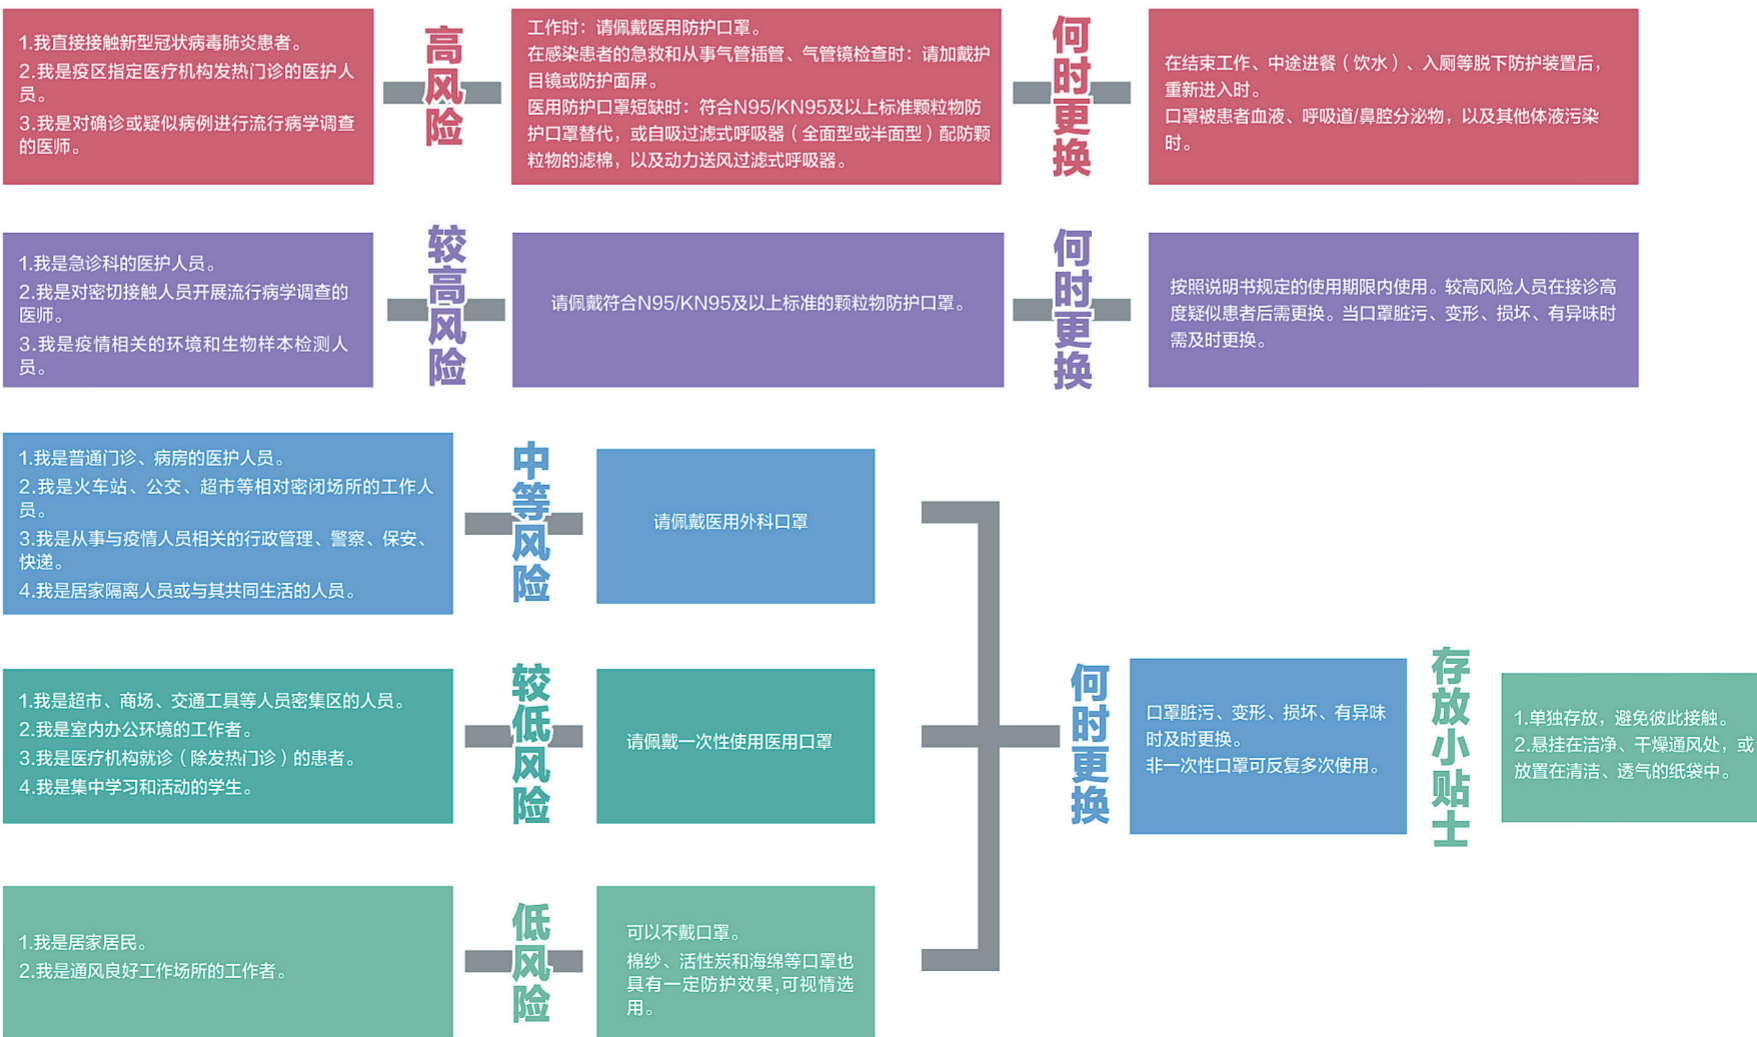 1.我直接接触新型冠状病毒肺炎患者。
2.我是疫区指定医疗机构发热门诊的医护人
员。
3.我是对确诊或疑似病例进行流行病学调查
的医师。
高风险
工作时：请佩戴医用防护口罩。
在感染患者的急救和从事气管插管、气管镜检查时：请加戴护
目镜或防护面屏。
医用防护口罩短缺时：符合N95/KN95及以上标准颗粒物防
护口罩替代，或自吸过滤式呼吸器（全面型或半面型）配防颗
粒物的滤棉，以及动力送风过滤式呼吸器。
何时更换
在结束工作、中途进餐（饮水）、入厕等脱下防护装置后，
重新进入时。
口罩被患者血液、呼吸道/鼻腔分泌物，以及其他体液污染
时。
1.我是急诊科的医护人员。
2.我是对密切接触人员开展流行病学调查的
医师。
3.我是疫情相关的环境和生物样本检测人
员。
较高风险
请佩戴符合N95/KN95及以上标准的颗粒物防护口罩。
何时更换
按照说明书规定的使用期限内使用。较高风险人员在接诊高
度疑似患者后需更换。当口罩脏污、变形、损坏、有异味时
需及时更换。
1.我是普通门诊、病房的医护人员。
2.我是火车站、公交、超市等相对密闭场所的工作人
员。
3.我是从事与疫情人员相关的行政管理、警察、保安、
快递。
4.我是居家隔离人员或与其共同生活的人员。
中等风险
请佩戴医用外科口罩
1.我是超市、商场、交通工具等人员密集区的人员。
2.我是室内办公环境的工作者。
3.我是医疗机构就诊（除发热门诊）的患者。
4.我是集中学习和活动的学生。
较低风险
请佩戴一次性使用医用口罩
1.我是居家居民。
2.我是通风良好工作场所的工作者。
低风险
可以不戴口罩。
棉纱、活性炭和海绵等口罩也
具有一定防护效果,可视情选
用。
何时更换
口罩脏污、变形、损坏、有异味
时及时更换。
非一次性口罩可反复多次使用。
存放小贴士
1.单独存放，避免彼此接触。
2.悬挂在洁净、干燥通风处，或
放置在清洁、透气的纸袋中。